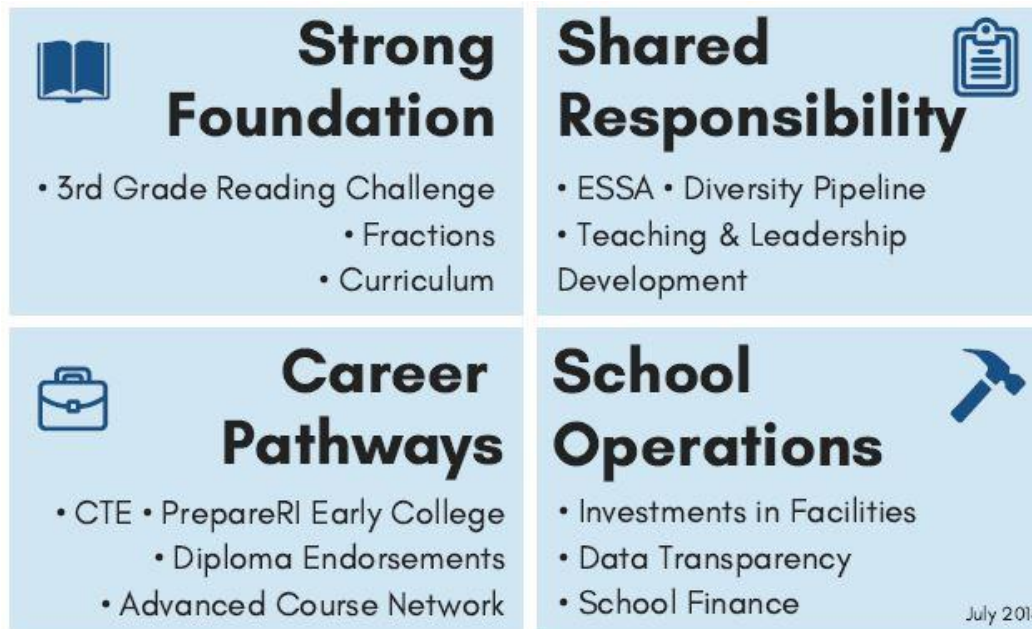 Strong
Foundation
• 3rd Grade Reading Challenge
• Fractions
• Curriculum
Shared
Responsibility
• ESSA • Diversity Pipeline
• Teaching & Leadership
Development
Career
Pathways
• CTE • PrepareRI Early College
• Diploma Endorsements
• Advanced Course Network
School
Operations
• Investments in Facilities
• Data Transparency
• School Finance
July